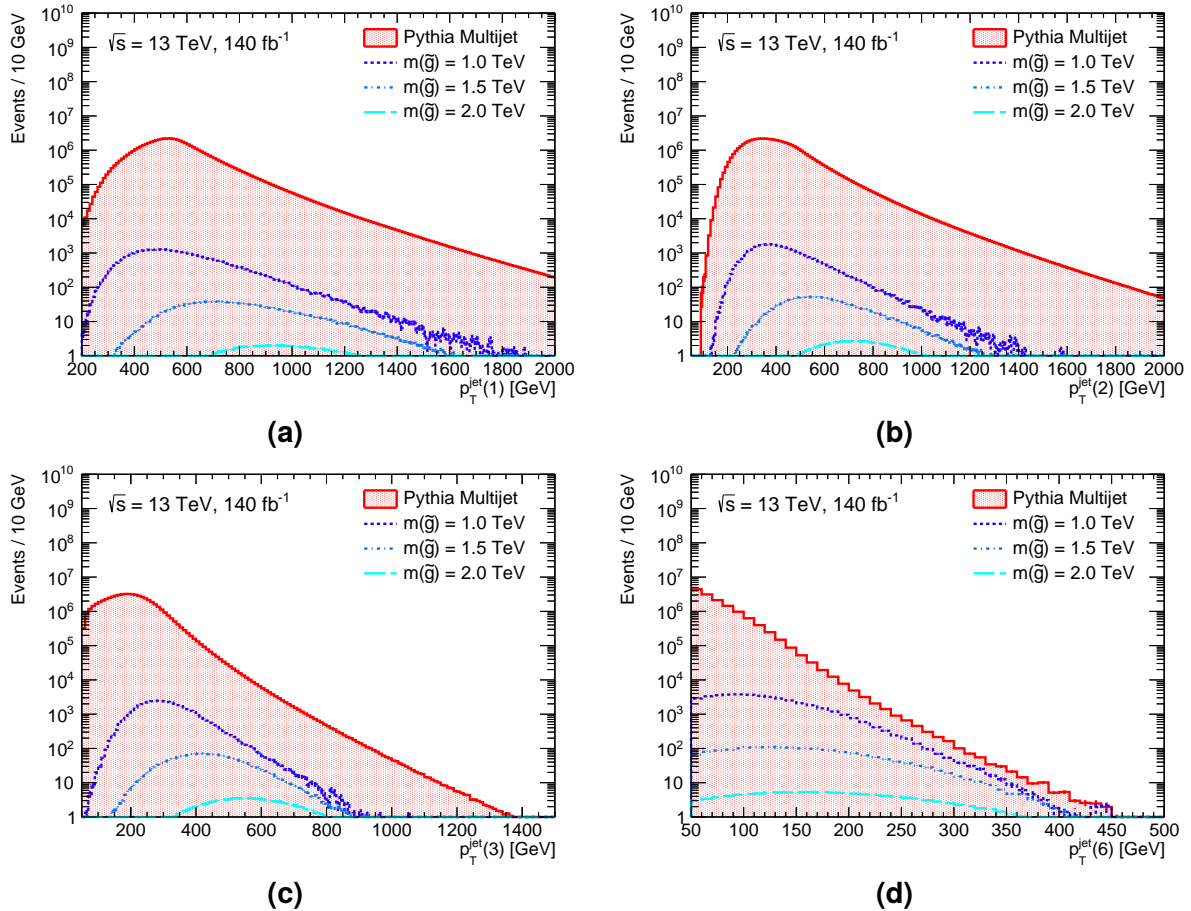 Events / 10 GeV
10^10
10^9
10^8
10^7
10^6
10^5
10^4
10^3
10^2
10
1
√s = 13 TeV, 140 fb^-1
Pythia Multijet
m(g̃) = 1.0 TeV
m(g̃) = 1.5 TeV
m(g̃) = 2.0 TeV
200 400 600 800 1000 1200 1400 1600 1800 2000
p_T^jet(1) [GeV]
(a)
Events / 10 GeV
10^10
10^9
10^8
10^7
10^6
10^5
10^4
10^3
10^2
10
1
√s = 13 TeV, 140 fb^-1
Pythia Multijet
m(g̃) = 1.0 TeV
m(g̃) = 1.5 TeV
m(g̃) = 2.0 TeV
200 400 600 800 1000 1200 1400 1600 1800 2000
p_T^jet(2) [GeV]
(b)
Events / 10 GeV
10^10
10^9
10^8
10^7
10^6
10^5
10^4
10^3
10^2
10
1
√s = 13 TeV, 140 fb^-1
Pythia Multijet
m(g̃) = 1.0 TeV
m(g̃) = 1.5 TeV
m(g̃) = 2.0 TeV
200 400 600 800 1000 1200 1400
p_T^jet(3) [GeV]
(c)
Events / 10 GeV
10^10
10^9
10^8
10^7
10^6
10^5
10^4
10^3
10^2
10
1
√s = 13 TeV, 140 fb^-1
Pythia Multijet
m(g̃) = 1.0 TeV
m(g̃) = 1.5 TeV
m(g̃) = 2.0 TeV
50 100 150 200 250 300 350 400 450 500
p_T^jet(6) [GeV]
(d)